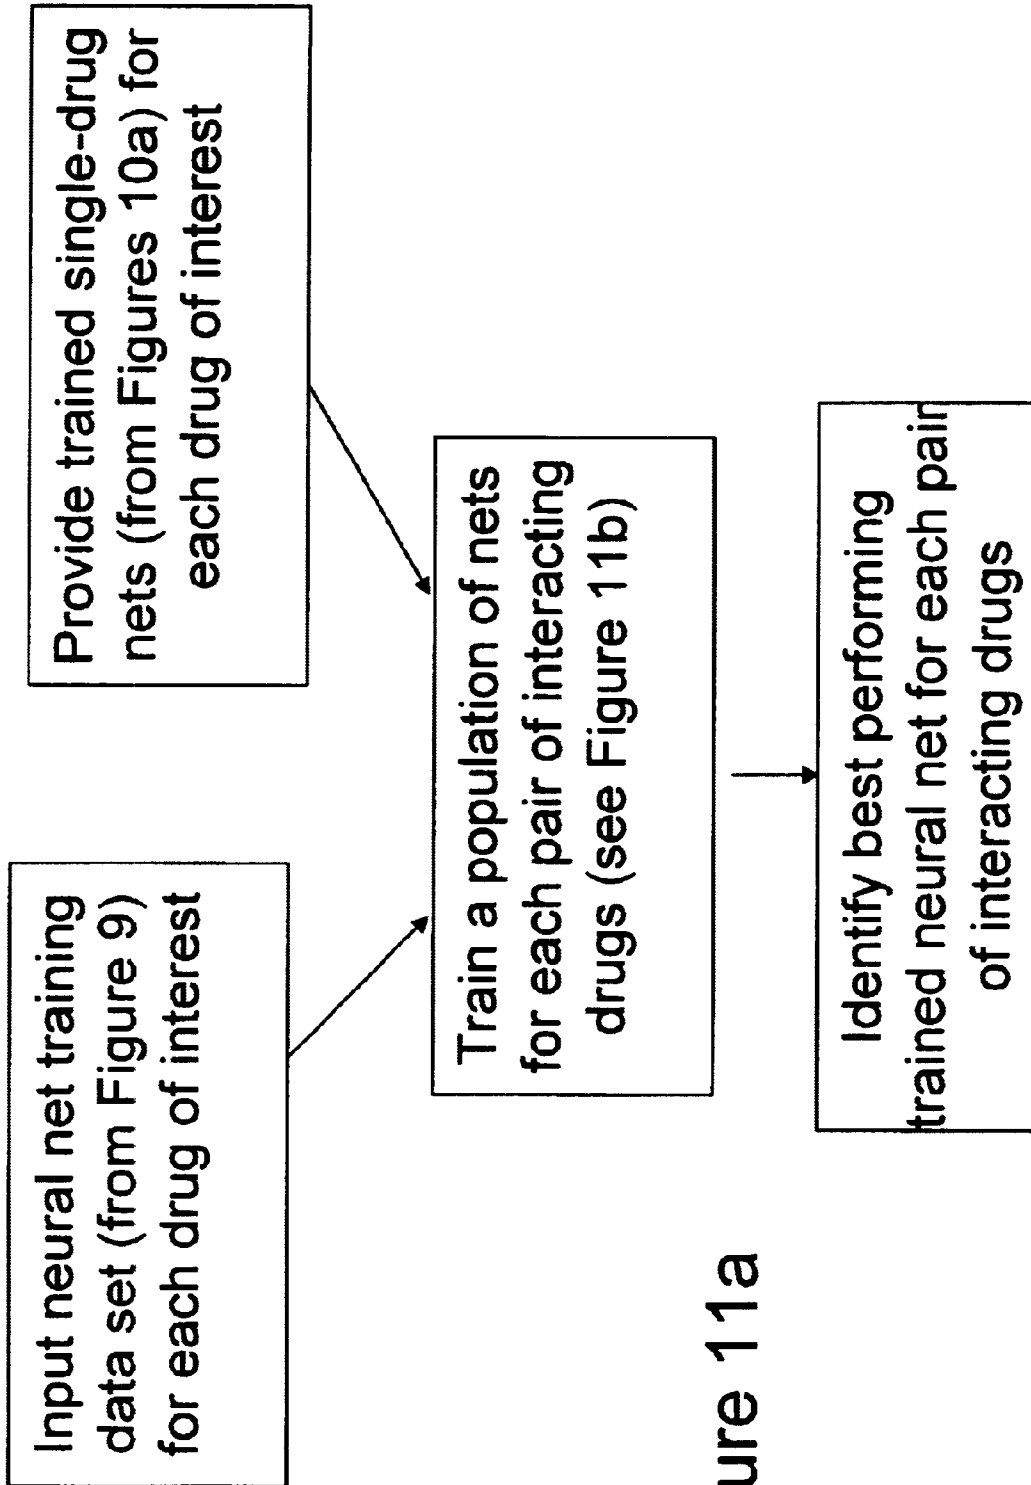 Input neural net training
data set (from Figure 9)
for each drug of interest
Provide trained single-drug
nets (from Figures 10a) for
each drug of interest
Train a population of nets
for each pair of interacting
drugs (see Figure 11b)
Identify best performing
trained neural net for each pair
of interacting drugs
ure 11a